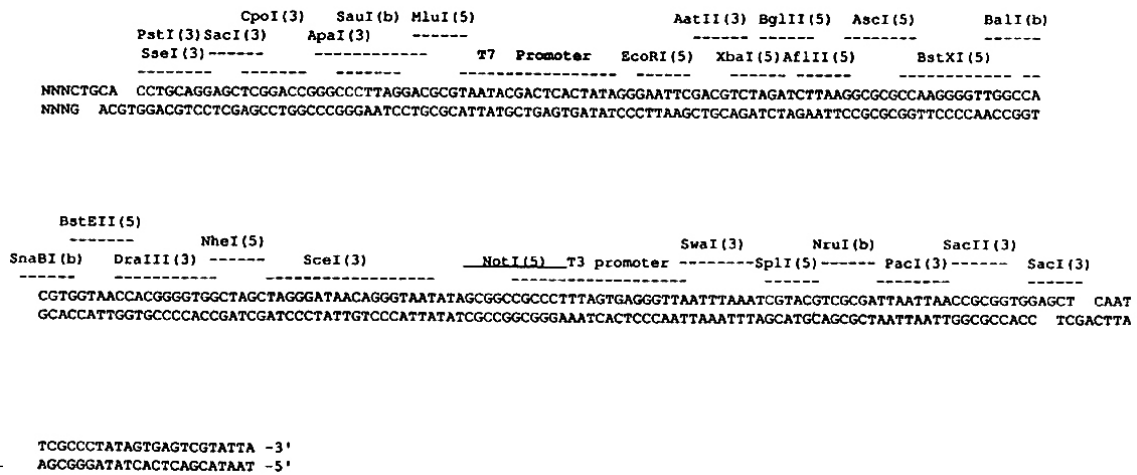 CpoI(3) SauI(b) MluI(5) AatII(3) BglII(5) AscI(5) BalI(b)
PstI(3)SacI(3) ApaI(3)
SseI(3) T7 Promoter EcoRI(5) XbaI(5)AflII(5) BstXI(5)
NNNCTGCA CCTGCAGGAGCTCGGACCGGGCCCTTAGGACGCGTAATACGACTCACTATAGGGAATTCGACGTCTAGATCTTAAGGCGCGCCAAGGGGTTGGCCA
NNNG ACGTGGACGTCCTCGAGCCTGGCCCGGGAATCCTGCGCATTATGCTGAGTGATATCCCTTAAGCTGCAGATCTAGAATTCCGCGCGGTTCCCCAACCGGT
BstEII(5)
NheI(5) SwaI(3) NruI(b) SacII(3)
SnaBI(b) DraIII(3) SceI(3) NotI(5) T3 promoter SplI(5) PacI(3) SacI(3)
CGTGGTAACCACGGGGTGGCTAGCTAGGGATAACAGGGTAATATAGCGGCCGCCCTTTAGTGAGGGTTAATTTAAATCGTACGTCGCGATTAATTAACCGCGGTGGAGCT CAAT
GCACCATTGGTGCCCCACCGATCGATCCCTATTGTCCCATTATATCGCCGGCGGGAAATCACTCCCAATTAAATTTAGCATGCAGCGCTAATTAATTGGCGCCACC TCGACTTA
TCGCCCTATAGTGAGTCGTATTA -3'
AGCGGGATATCACTCAGCATAAT -5'